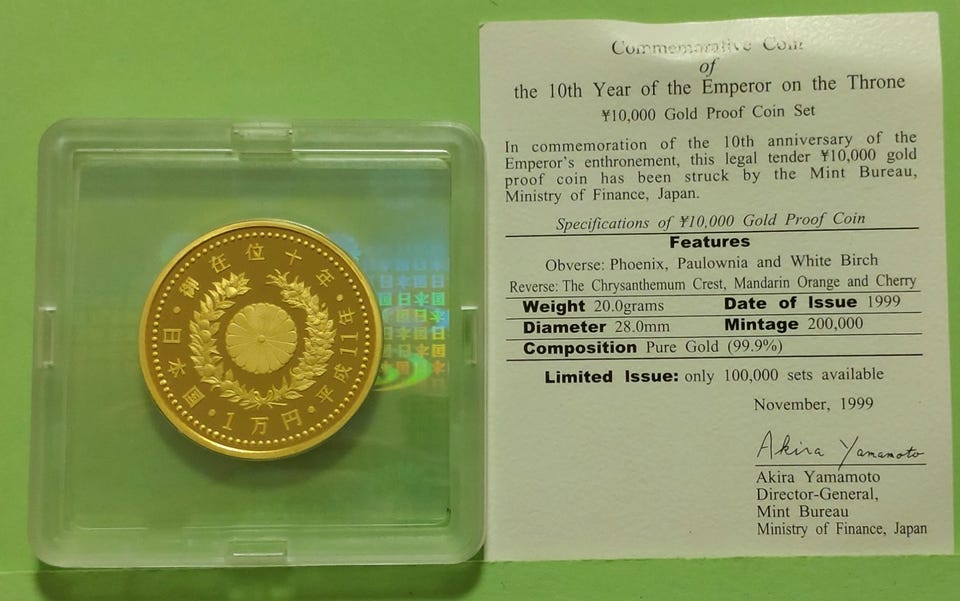 御在位十年
日本国
平成11年
1万円
日本国
Commemorative Coin
of
the 10th Year of the Emperor on the Throne
¥10,000 Gold Proof Coin Set
In commemoration of the 10th anniversary of the
Emperor's enthronement, this legal tender ¥10,000 gold
proof coin has been struck by the Mint Bureau,
Ministry of Finance, Japan.
Specifications of ¥10,000 Gold Proof Coin
Features
Obverse: Phoenix, Paulownia and White Birch
Reverse: The Chrysanthemum Crest, Mandarin Orange and Cherry
Weight 20.0grams Date of Issue 1999
Diameter 28.0mm Mintage 200,000
Composition Pure Gold (99.9%)
Limited Issue: only 100,000 sets available
November, 1999
Akira Yamamoto
Akira Yamamoto
Director-General,
Mint Bureau
Ministry of Finance, Japan